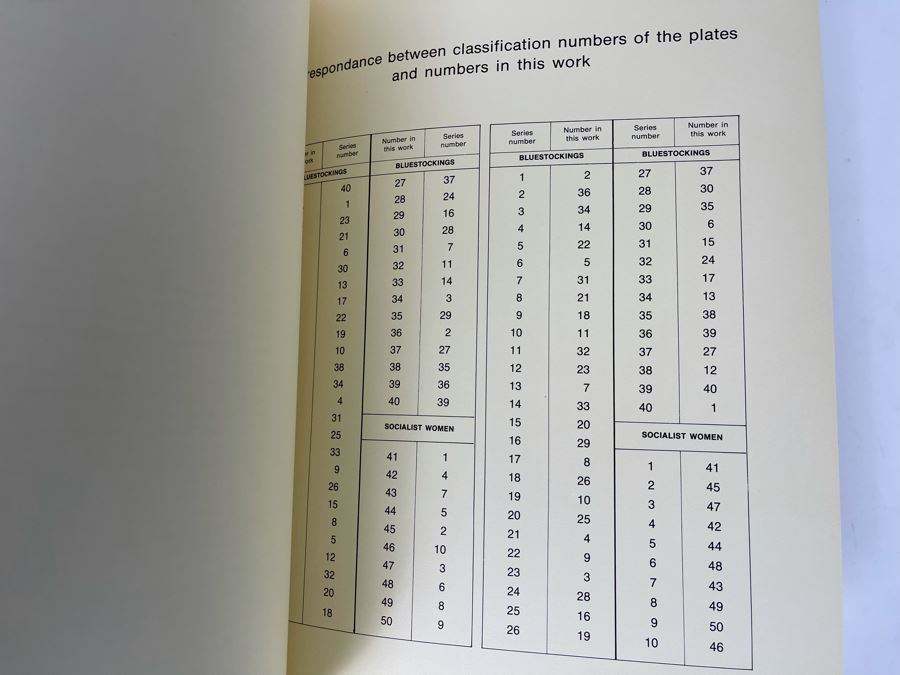 respondance between classification numbers of the plates
and numbers in this work
Series number Number in this work Series number
LUESTOCKINGS BLUESTOCKINGS
40 27 37
1 28 24
23 29 16
21 30 28
6 31 7
30 32 11
13 33 14
17 34 3
22 35 29
19 36 2
10 37 27
38 38 35
34 39 36
4 40 39
31
25 SOCIALIST WOMEN
33 41 1
9 42 4
26 43 7
15 44 5
8 45 2
5 46 10
12 47 3
32 48 6
20 49 8
18 50 9
Series number Number in this work Series number Number in this work
BLUESTOCKINGS BLUESTOCKINGS
1 2 27 37
2 36 28 30
3 34 29 35
4 14 30 6
5 22 31 15
6 5 32 24
7 31 33 17
8 21 34 13
9 18 35 38
10 11 36 39
11 32 37 27
12 23 38 12
13 7 39 40
14 33 40 1
15 20
16 29 SOCIALIST WOMEN
17 8 1 41
18 26 2 45
19 10 3 47
20 25 4 42
21 4 5 44
22 9 6 48
23 3 7 43
24 28 8 49
25 16 9 50
26 19 10 46